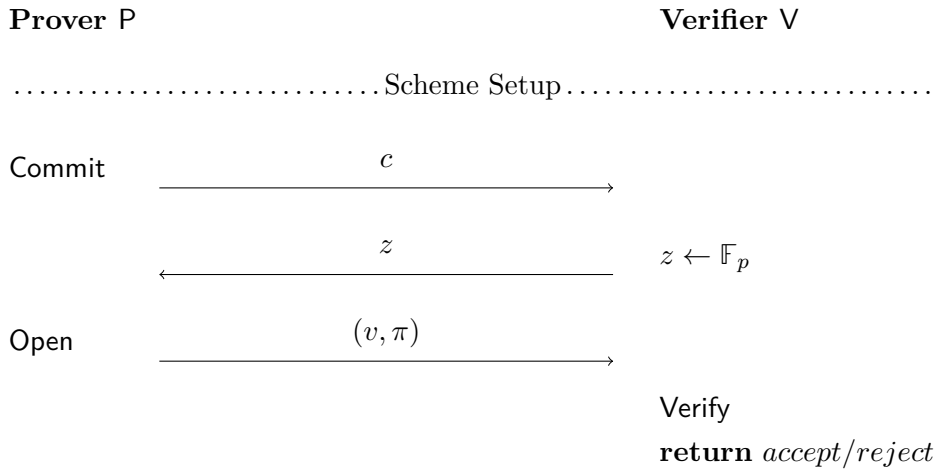 Prover P Verifier V
..............................Scheme Setup..............................
Commit c
z z ← 𝔽_p
Open (v, π)
Verify
return accept/reject